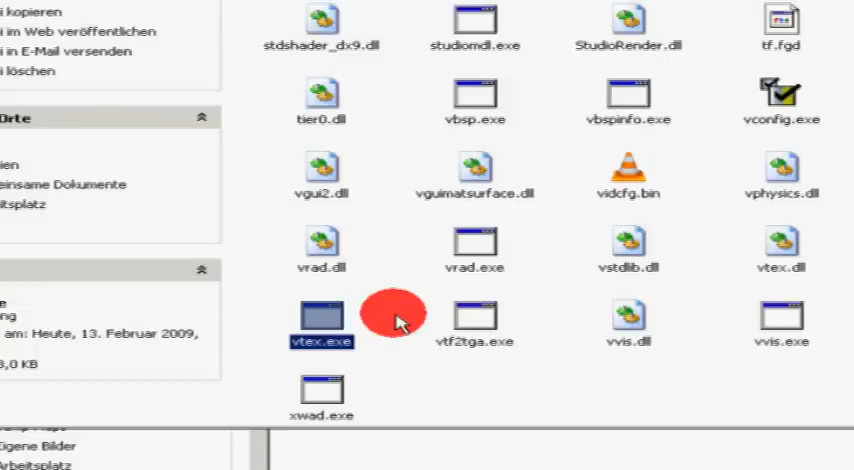 i kopieren
i im Web veröffentlichen
i in E-Mail versenden
i löschen
Orte
ien
einsame Dokumente
itsplatz
e
ng
am: Heute, 13. Februar 2009,
3,0 KB
stdshader_dx9.dll
studiomdl.exe
StudioRender.dll
tf.fgd
tier0.dll
vbsp.exe
vbspinfo.exe
vconfig.exe
vgui2.dll
vguimatsurface.dll
vidcfg.bin
vphysics.dll
vrad.dll
vrad.exe
vstdlib.dll
vtex.dll
vtex.exe
vtf2tga.exe
vvis.dll
vvis.exe
xwad.exe
Eigene Bilder
Arbeitsplatz